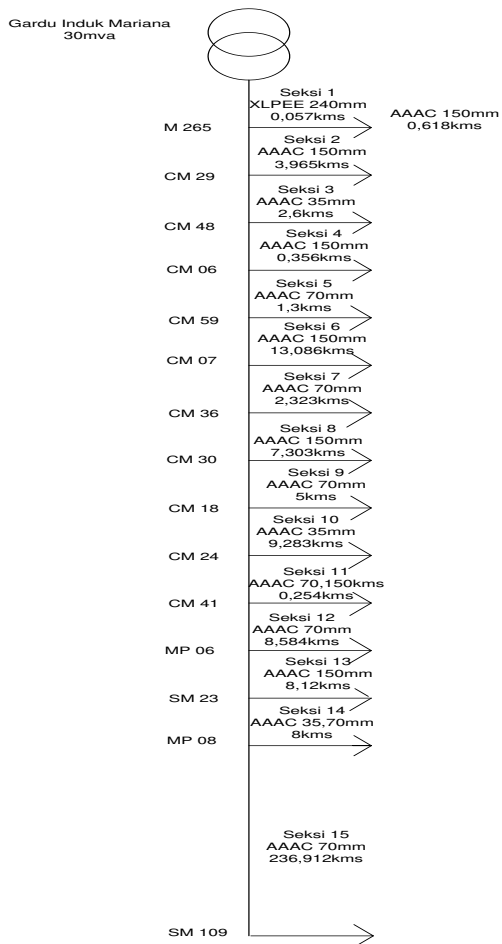 Gardu Induk Mariana
30mva
Seksi 1
XLPEE 240mm
0,057kms
AAAC 150mm
0,618kms
M 265
Seksi 2
AAAC 150mm
3,965kms
CM 29
Seksi 3
AAAC 35mm
2,6kms
CM 48
Seksi 4
AAAC 150mm
0,356kms
CM 06
Seksi 5
AAAC 70mm
1,3kms
CM 59
Seksi 6
AAAC 150mm
13,086kms
CM 07
Seksi 7
AAAC 70mm
2,323kms
CM 36
Seksi 8
AAAC 150mm
7,303kms
CM 30
Seksi 9
AAAC 70mm
5kms
CM 18
Seksi 10
AAAC 35mm
9,283kms
CM 24
Seksi 11
AAAC 70,150kms
0,254kms
CM 41
Seksi 12
AAAC 70mm
8,584kms
MP 06
Seksi 13
AAAC 150mm
8,12kms
SM 23
Seksi 14
AAAC 35,70mm
8kms
MP 08
Seksi 15
AAAC 70mm
236,912kms
SM 109